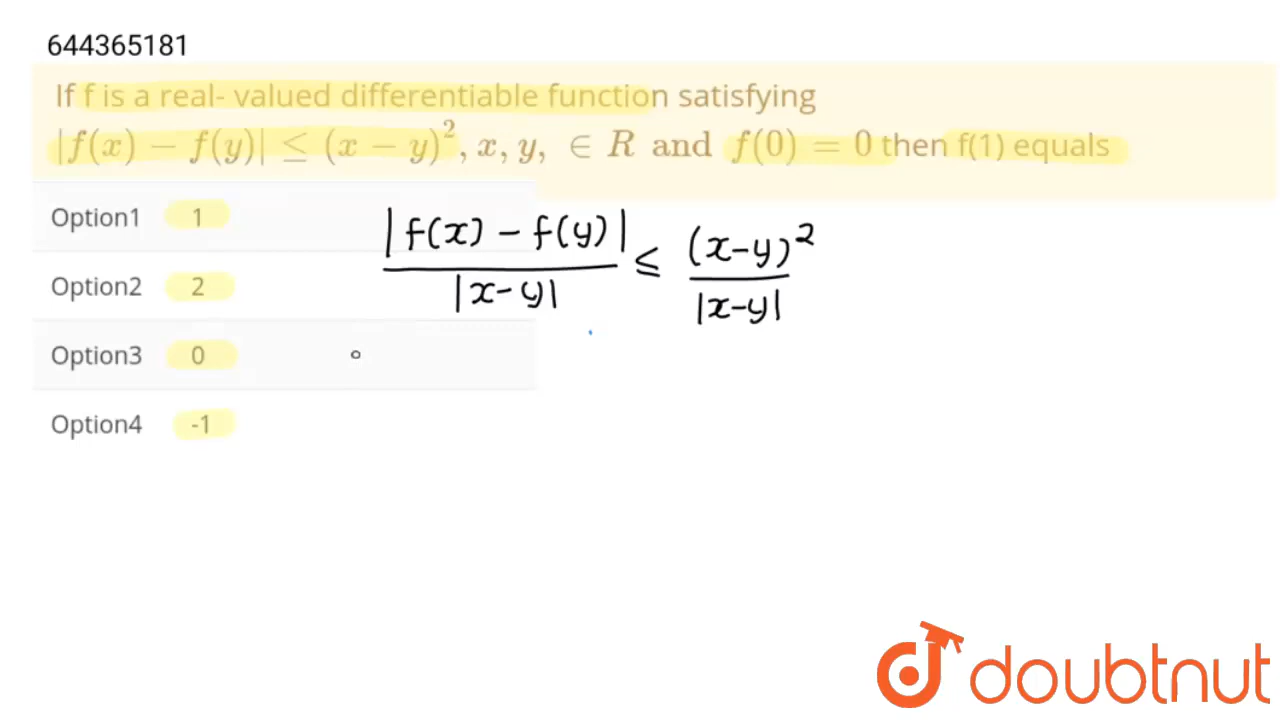 644365181
If f is a real- valued differentiable function satisfying
|f(x) − f(y)| ≤ (x − y)², x, y, ∈ R and f(0) = 0 then f(1) equals
Option1 1
Option2 2
Option3 0
Option4 -1
|f(x) − f(y)| / |x−y| ≤ (x−y)² / |x−y|
doubtnut